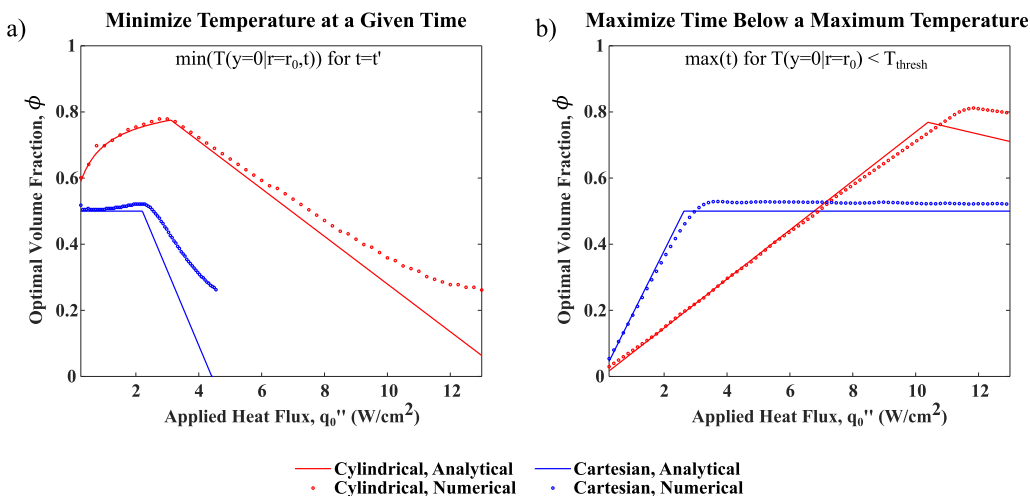 Minimize Temperature at a Given Time
a)
min(T(y=0|r=r₀,t)) for t=t'
1
0.8
0.6
0.4
0.2
0
2
4
6
8
10
12
Optimal Volume Fraction, ϕ
Applied Heat Flux, q₀'' (W/cm²)
Maximize Time Below a Maximum Temperature
b)
max(t) for T(y=0|r=r₀) < Tₜₕᵣₑₛₕ
1
0.8
0.6
0.4
0.2
0
2
4
6
8
10
12
Optimal Volume Fraction, ϕ
Applied Heat Flux, q₀'' (W/cm²)
Cylindrical, Analytical
Cartesian, Analytical
Cylindrical, Numerical
Cartesian, Numerical